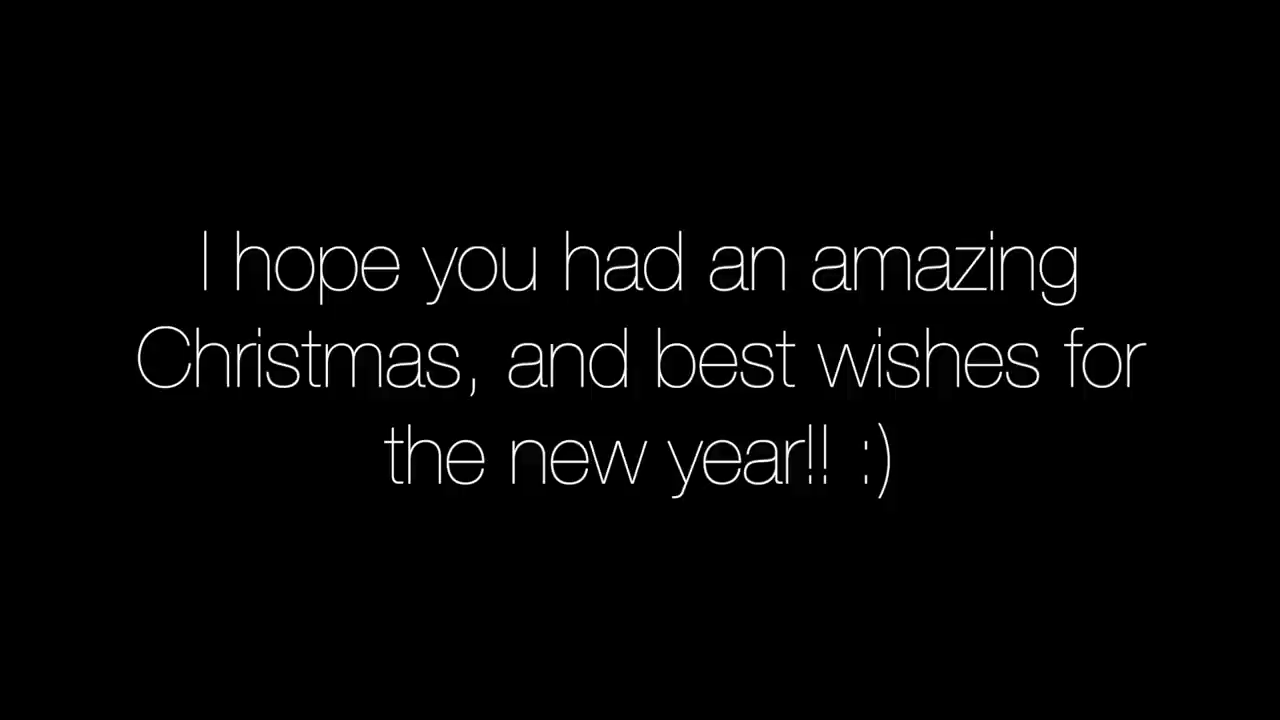 I hope you had an amazing
Christmas, and best wishes for
the new year!! :)